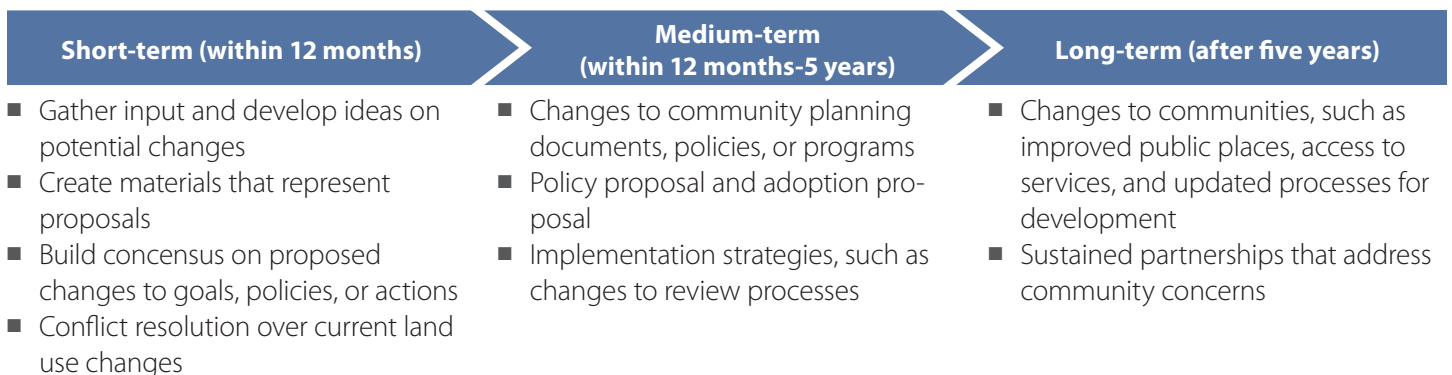 Short-term (within 12 months)
Medium-term
(within 12 months-5 years)
Long-term (after five years)
■ Gather input and develop ideas on
potential changes
■ Create materials that represent
proposals
■ Build concensus on proposed
changes to goals, policies, or actions
■ Conflict resolution over current land
use changes
■ Changes to community planning
documents, policies, or programs
■ Policy proposal and adoption pro-
posal
■ Implementation strategies, such as
changes to review processes
■ Changes to communities, such as
improved public places, access to
services, and updated processes for
development
■ Sustained partnerships that address
community concerns